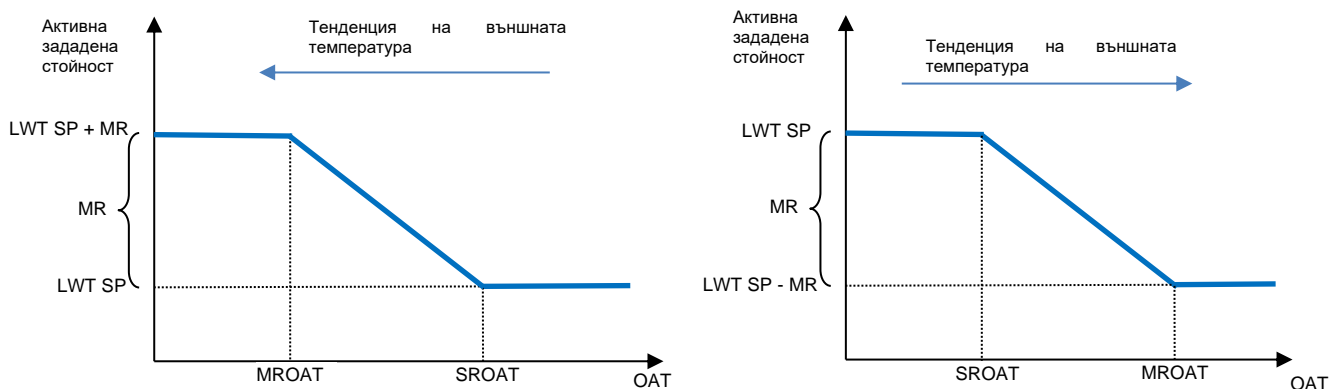 Активна
зададена
стойност
Тенденция на външната
температура
LWT SP + MR
MR
LWT SP
MROAT
SROAT
OAT
Активна
зададена
стойност
Тенденция на външната
температура
LWT SP
MR
LWT SP - MR
SROAT
MROAT
OAT